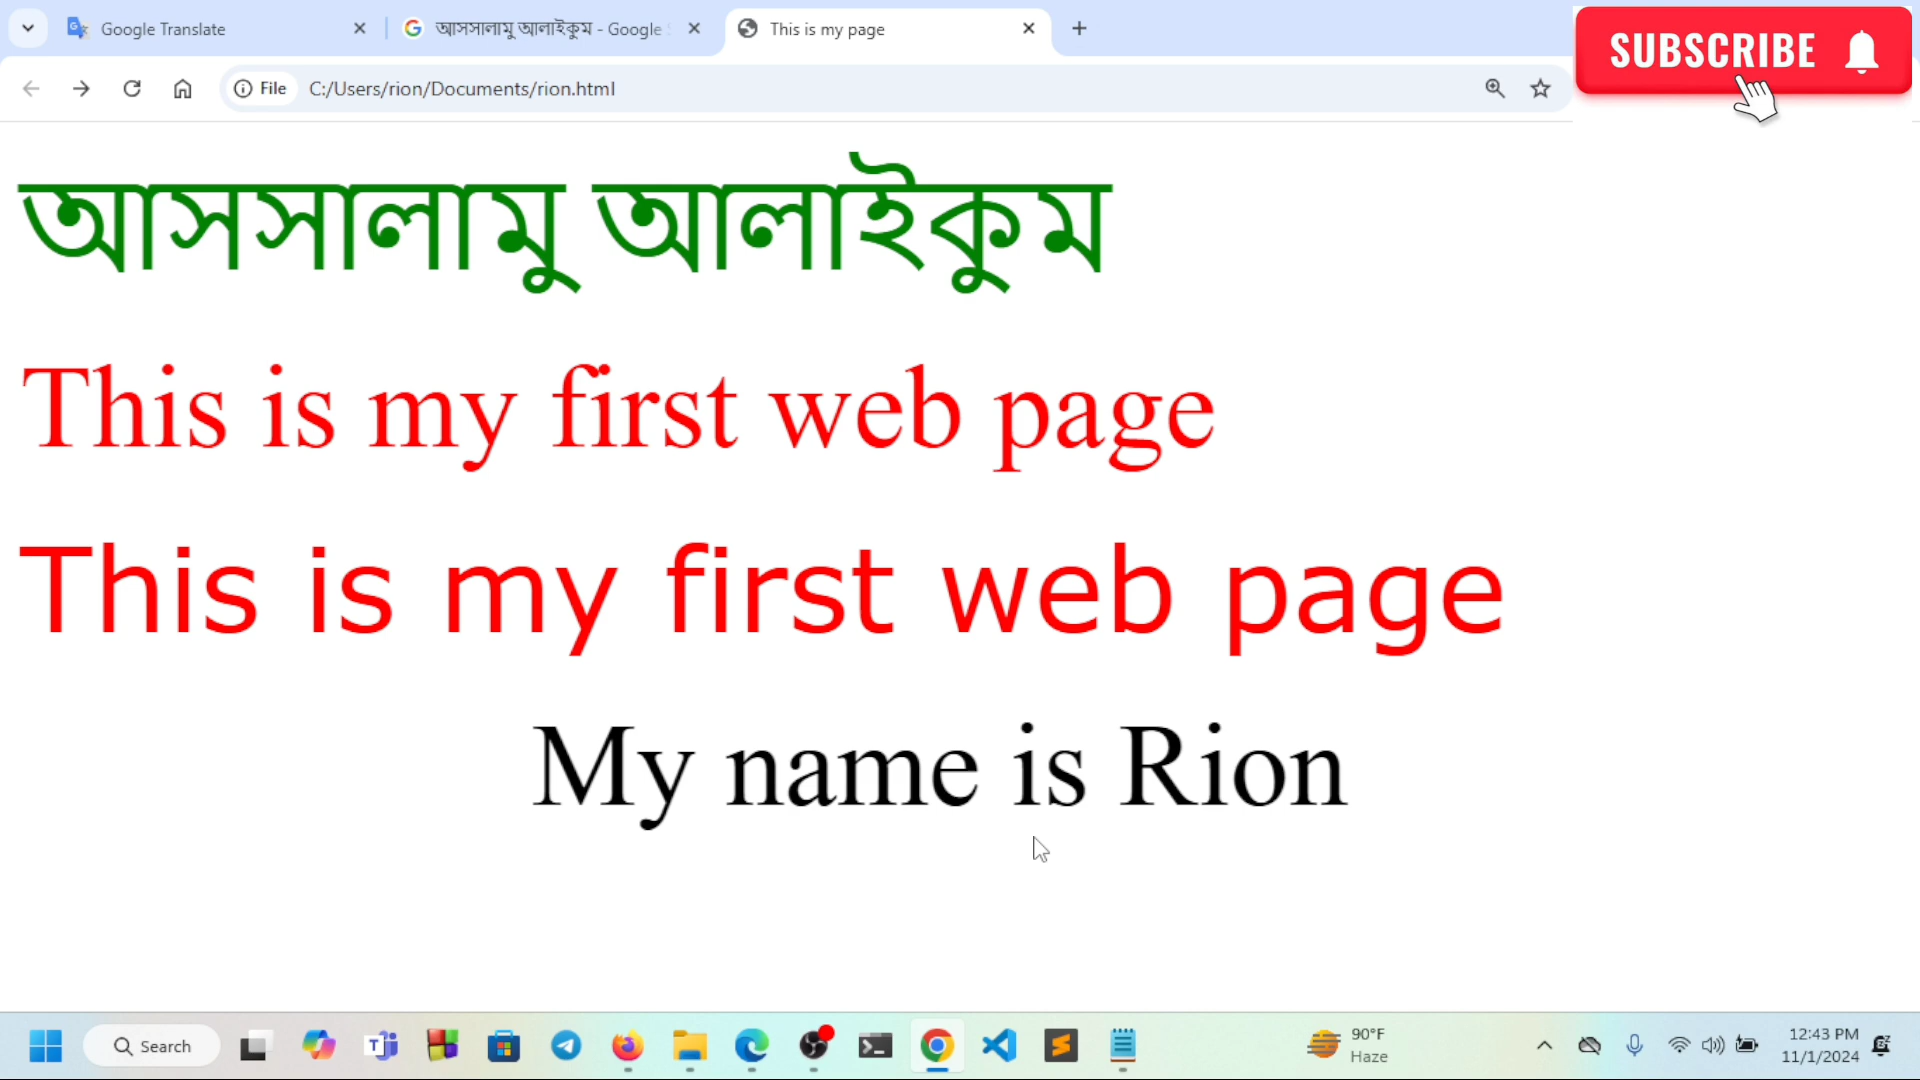 Google Translate
আসসালামু আলাইকুম - Google
This is my page
SUBSCRIBE
File
C:/Users/rion/Documents/rion.html
আসসালামু আলাইকুম
This is my first web page
This is my first web page
My name is Rion
Search
90°F
Haze
12:43 PM
11/1/2024